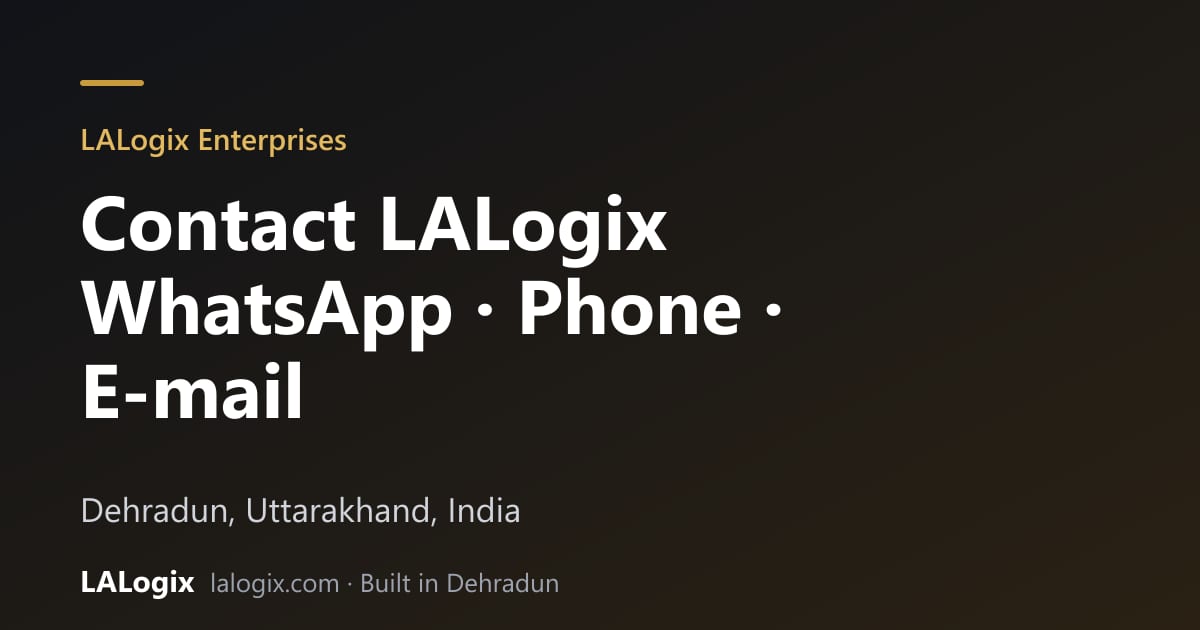 LALogix Enterprises
Contact LALogix
WhatsApp · Phone ·
E-mail
Dehradun, Uttarakhand, India
LALogix lalogix.com · Built in Dehradun